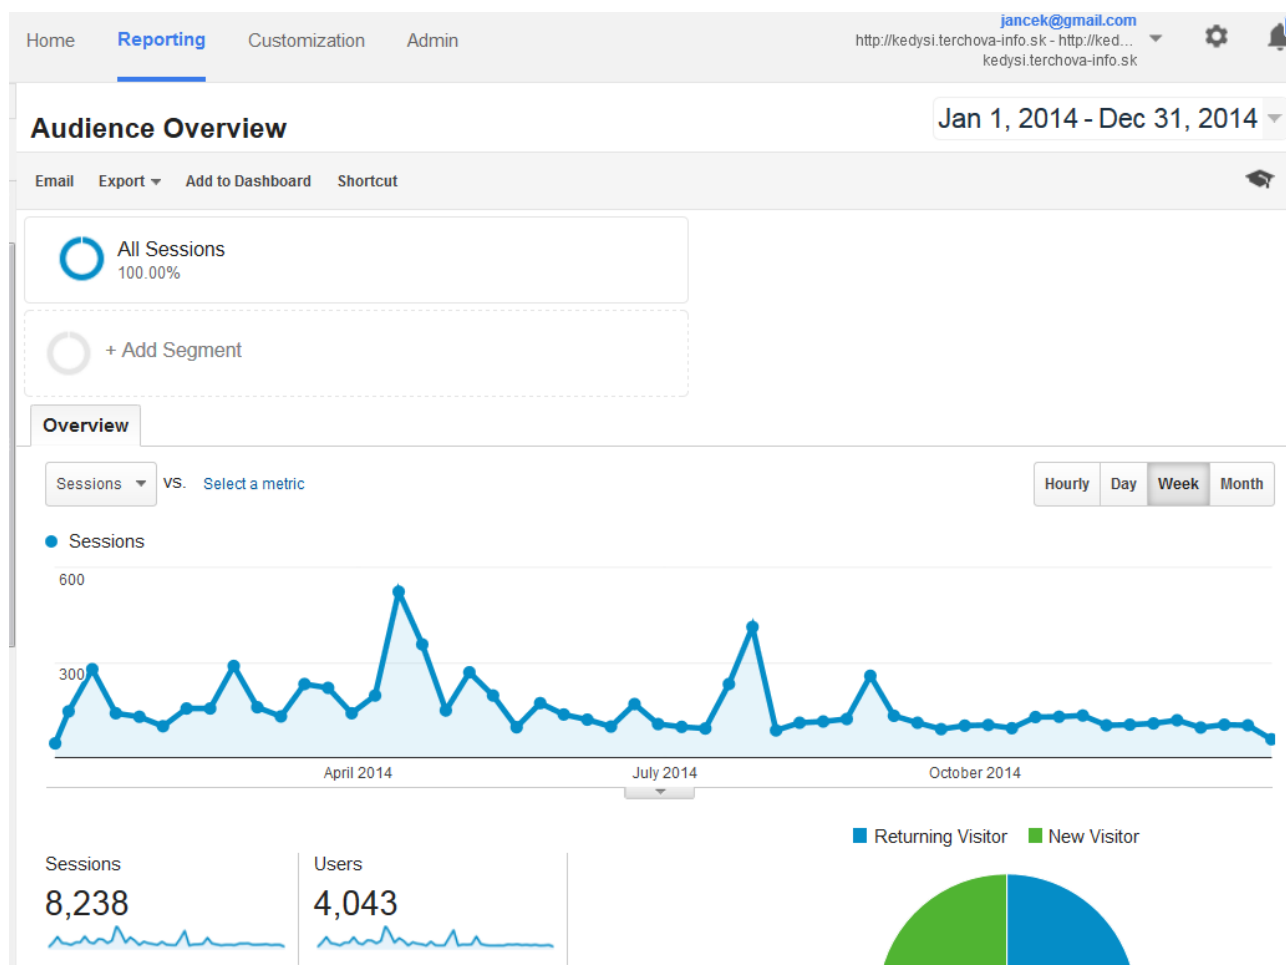 jancek@gmail.com
Home Reporting Customization Admin
http://kedysi.terchova-info.sk - http://ked...
kedysi.terchova-info.sk
Audience Overview
Jan 1, 2014 - Dec 31, 2014
Email Export Add to Dashboard Shortcut
All Sessions
100.00%
+ Add Segment
Overview
Sessions VS. Select a metric
Hourly Day Week Month
Sessions
600
300
April 2014 July 2014 October 2014
Returning Visitor New Visitor
Sessions Users
8,238 4,043